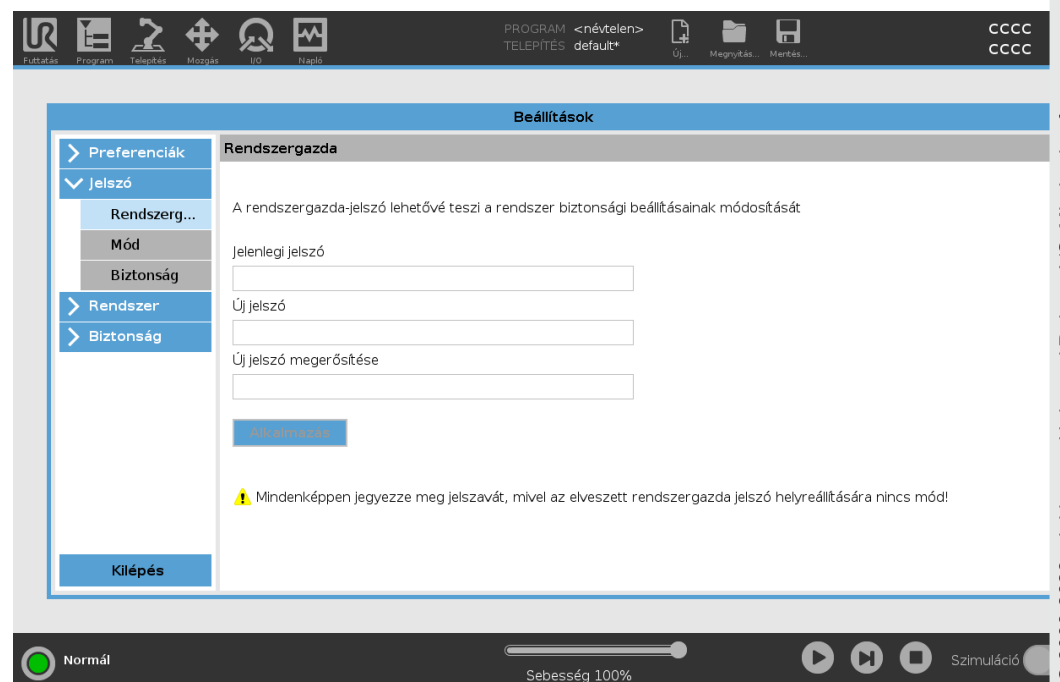 PROGRAM <névtelen>
TELEPÍTÉS default*
CCCC
CCCC
Futtatás Program Telepítés Mozgás I/O Napló Új... Megnyitás... Mentés...
Beállítások
Preferenciák
Jelszó
Rendszerg...
Mód
Biztonság
Rendszer
Biztonság
Kilépés
Rendszergazda
A rendszergazda-jelszó lehetővé teszi a rendszer biztonsági beállításainak módosítását
Jelenlegi jelszó
Új jelszó
Új jelszó megerősítése
Alkalmazás
Mindenképpen jegyezze meg jelszavát, mivel az elveszett rendszergazda jelszó helyreállítására nincs mód!
Normál
Sebesség 100%
Szimuláció